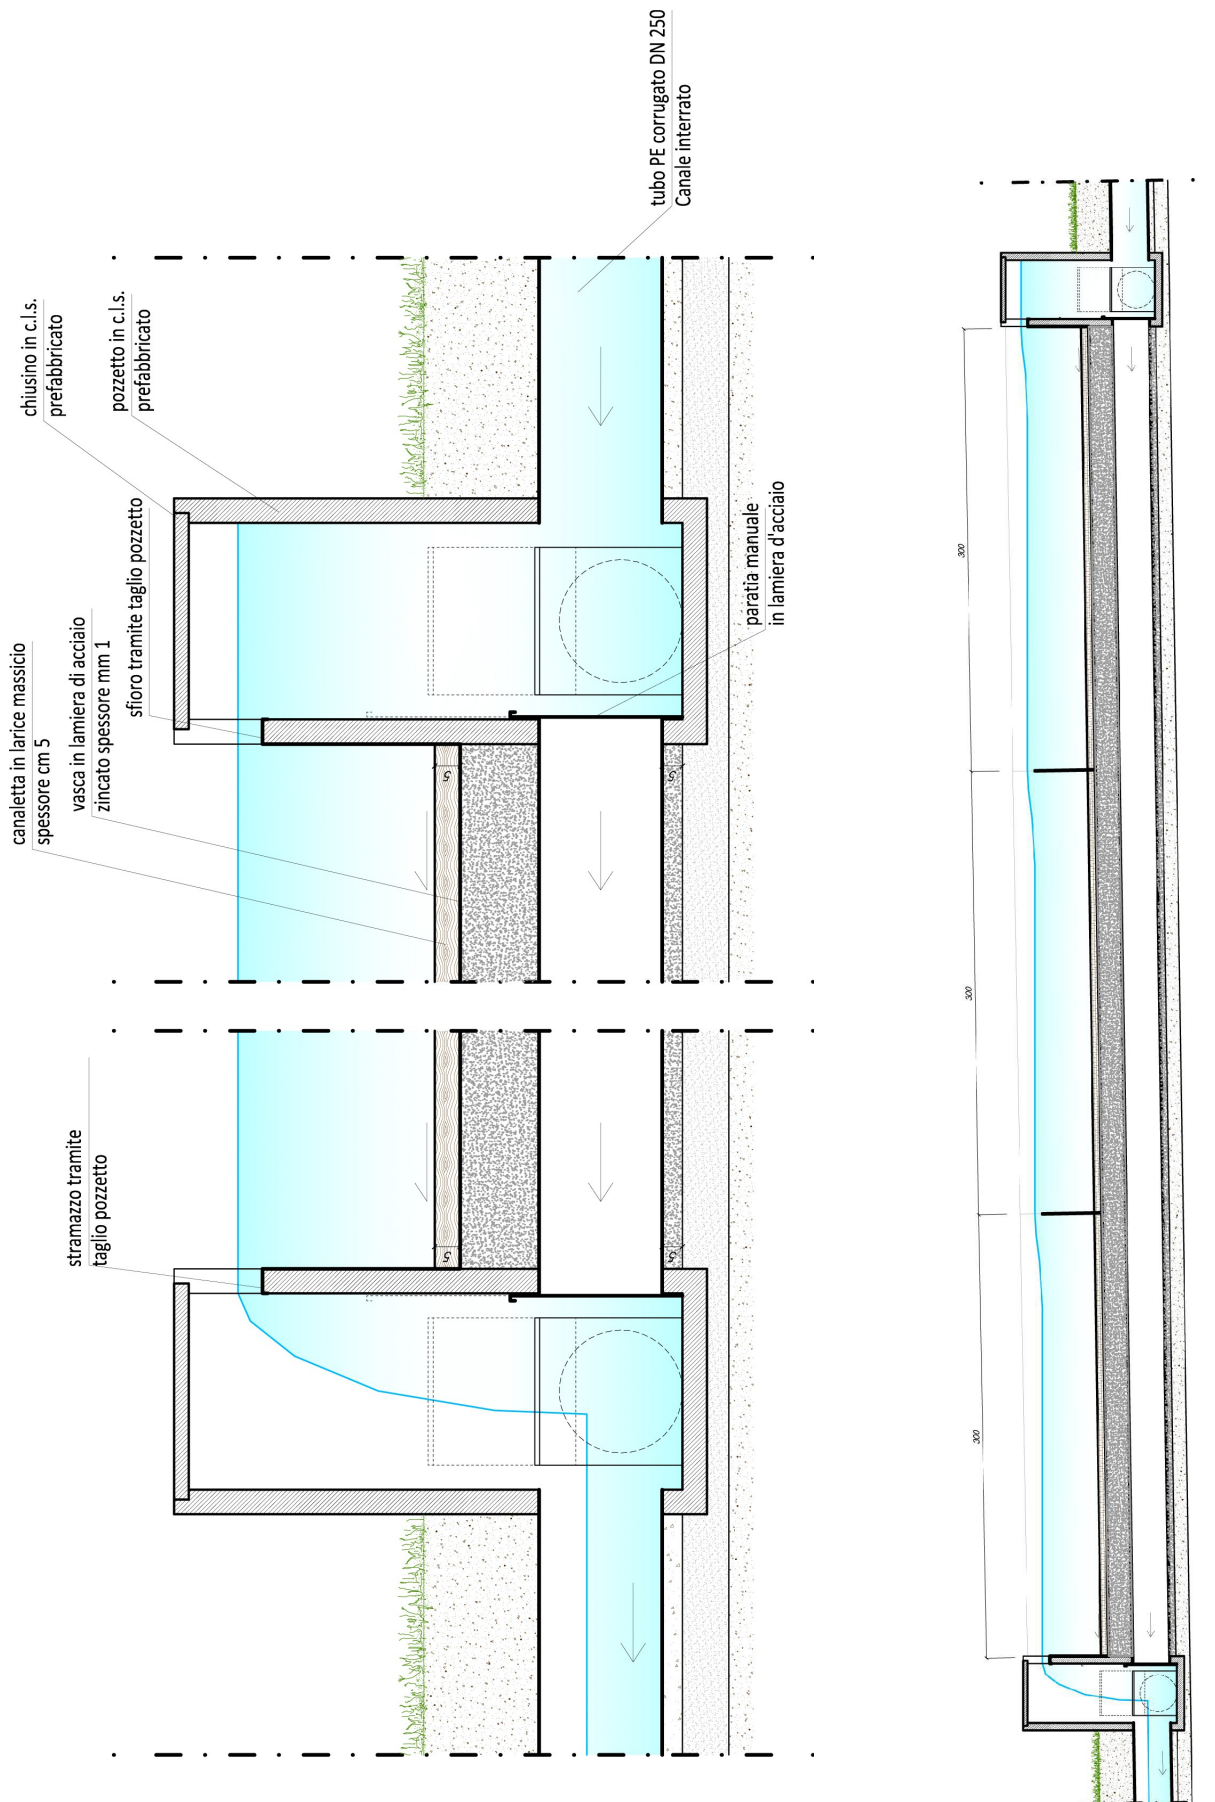 stramazzo tramite
taglio pozzetto
canaletta in larice massicio
spessore cm 5
vasca in lamiera di acciaio
zincato spessore mm 1
sfioro tramite taglio pozzetto
chiusino in c.l.s.
prefabbricato
pozzetto in c.l.s.
prefabbricato
tubo PE corrugato DN 250
Canale interrato
paratia manuale
in lamiera d'acciaio
5
5
5
5
300
300
300